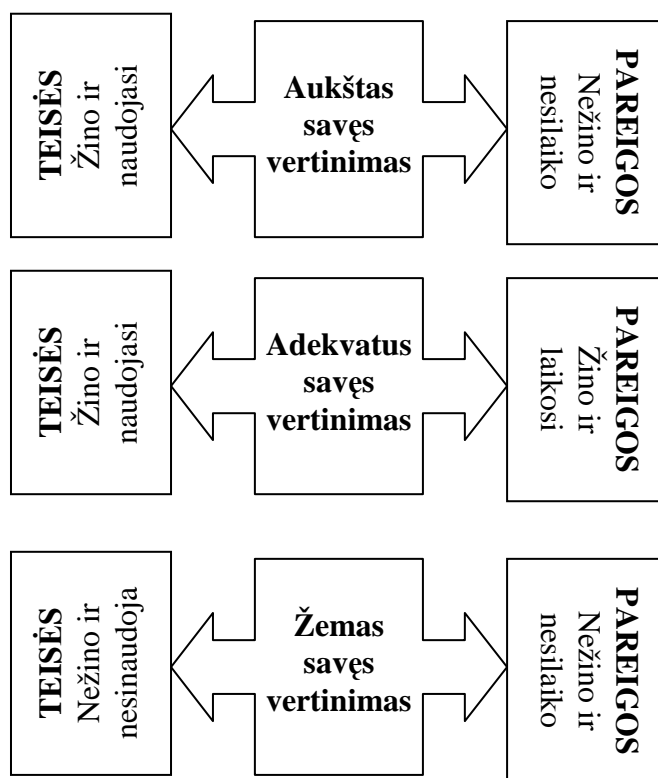 TEISĖS
Žino ir
naudojasi
Aukštas
savęs
vertinimas
PAREIGOS
Nežino ir
nesilaiko
TEISĖS
Žino ir
naudojasi
Adekvatus
savęs
vertinimas
PAREIGOS
Žino ir
laikosi
TEISĖS
Nežino ir
nesinaudoja
Žemas
savęs
vertinimas
PAREIGOS
Nežino ir
nesilaiko